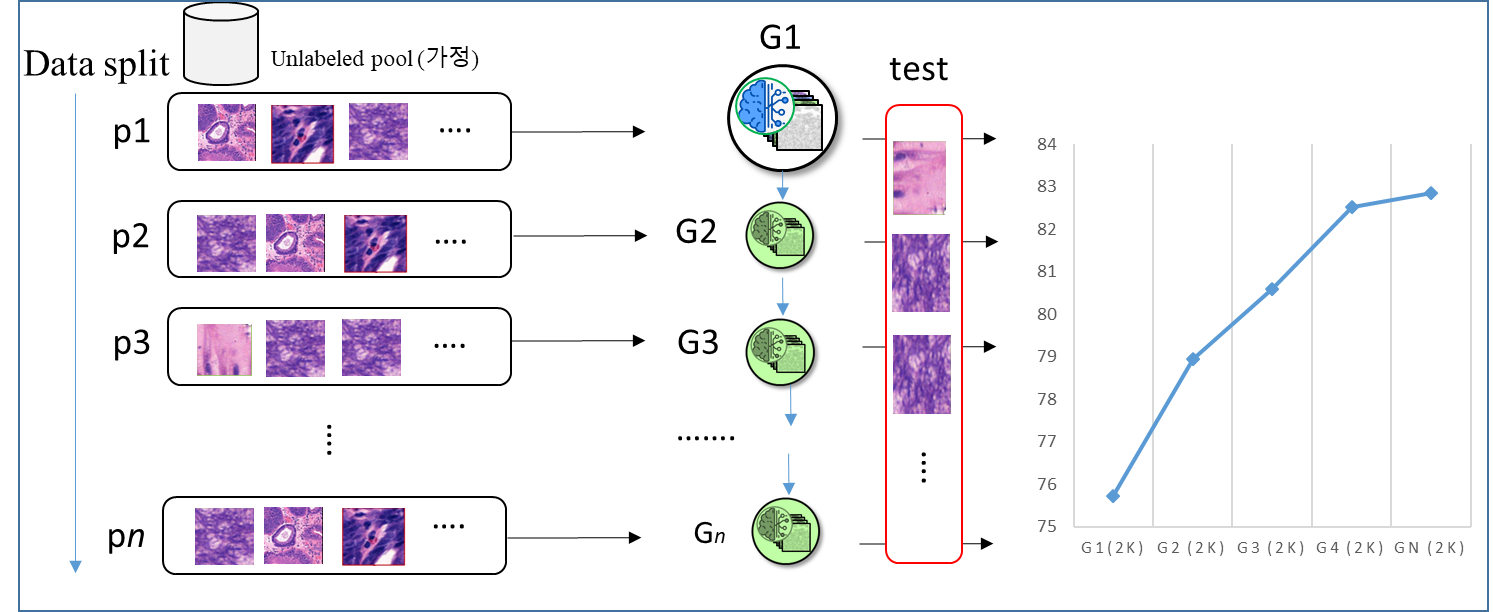 Data split
Unlabeled pool (가정)
p1
....
p2
....
p3
....
pn
....
G1
G2
G3
.......
Gn
test
84
83
82
81
80
79
78
77
76
75
G1(2K) G2 (2K) G3 (2K) G4 (2K) GN (2K)